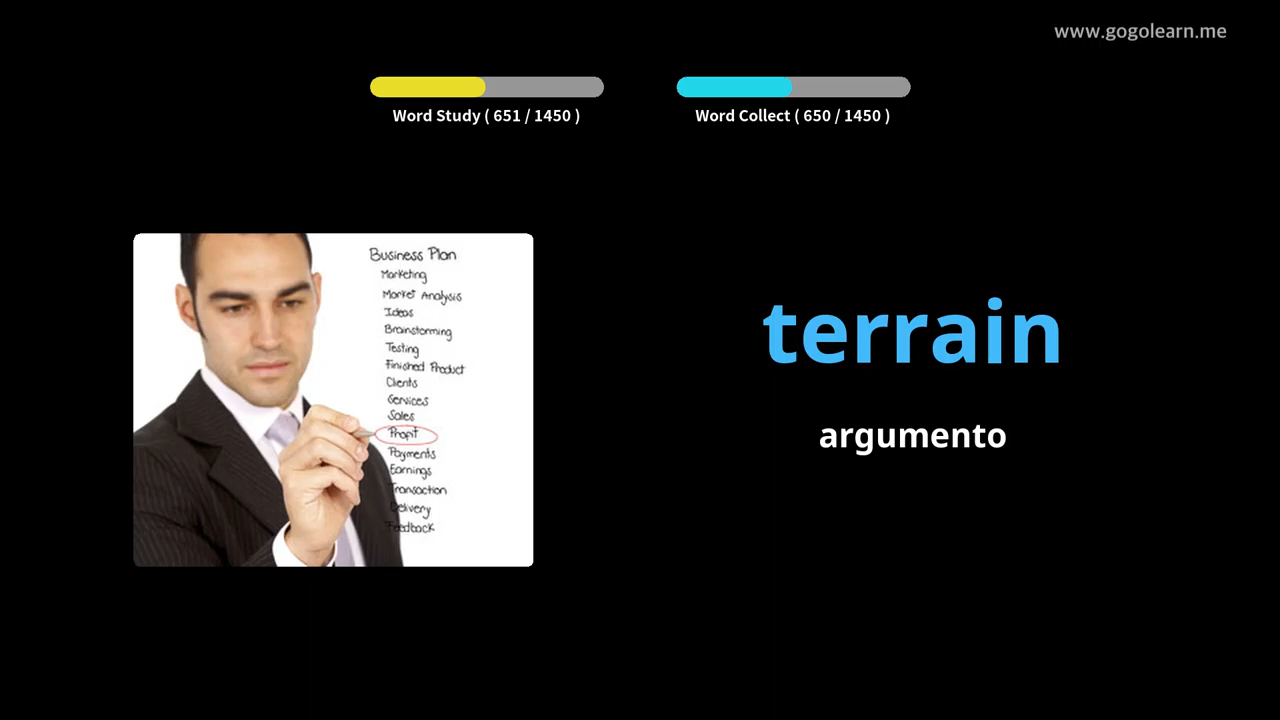 www.gogolearn.me
Word Study ( 651 / 1450 )
Word Collect ( 650 / 1450 )
Business Plan
Marketing
Market Analysis
Ideas
Brainstorming
Testing
Finished Product
Clients
Services
Sales
Profit
Payments
Earnings
Transaction
Delivery
Feedback
terrain
argumento